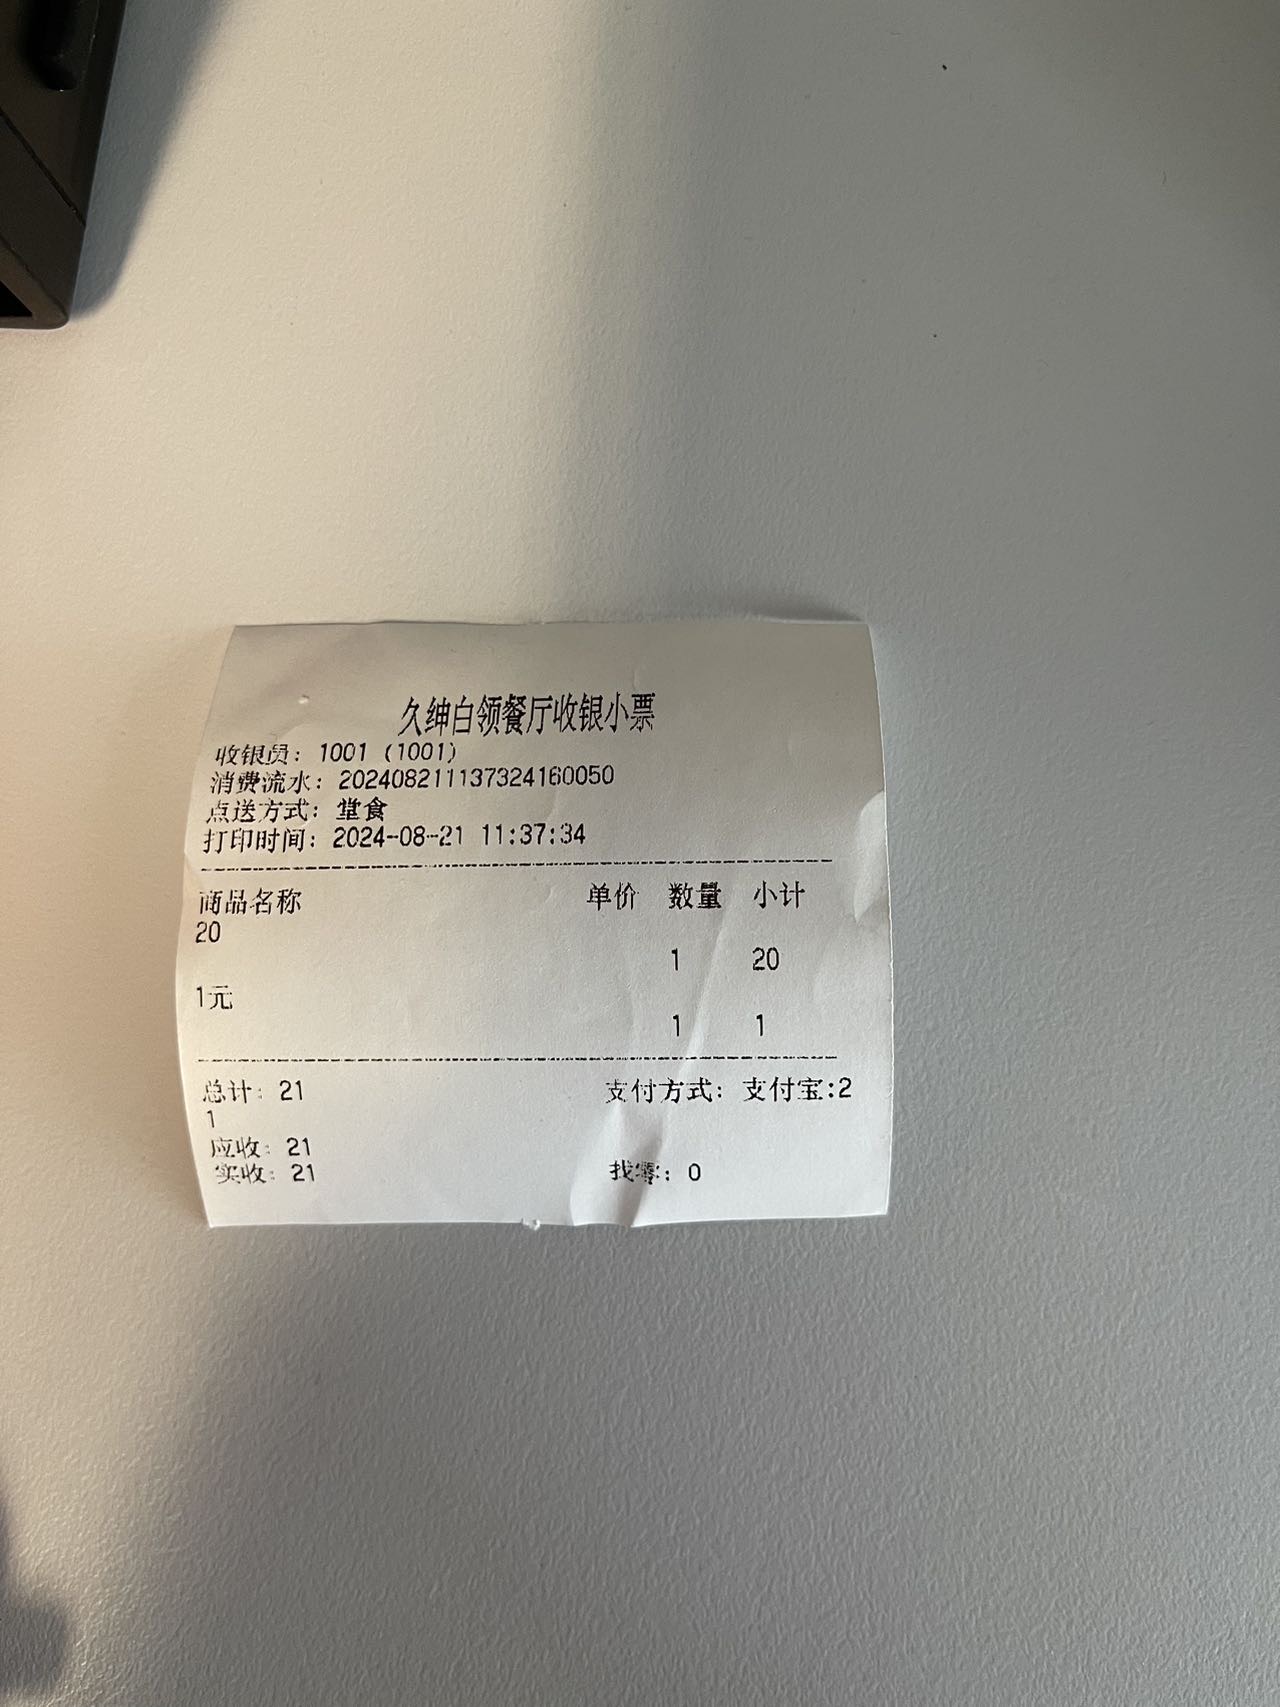 久绅白领餐厅收银小票
收银员: 1001 (1001)
消费流水: 202408211137324160050
点送方式: 堂食
打印时间: 2024-08-21 11:37:34
商品名称 单价 数量 小计
20
1 20
1元
1 1
总计: 21 支付方式: 支付宝:2
1
应收: 21
实收: 21 找零: 0